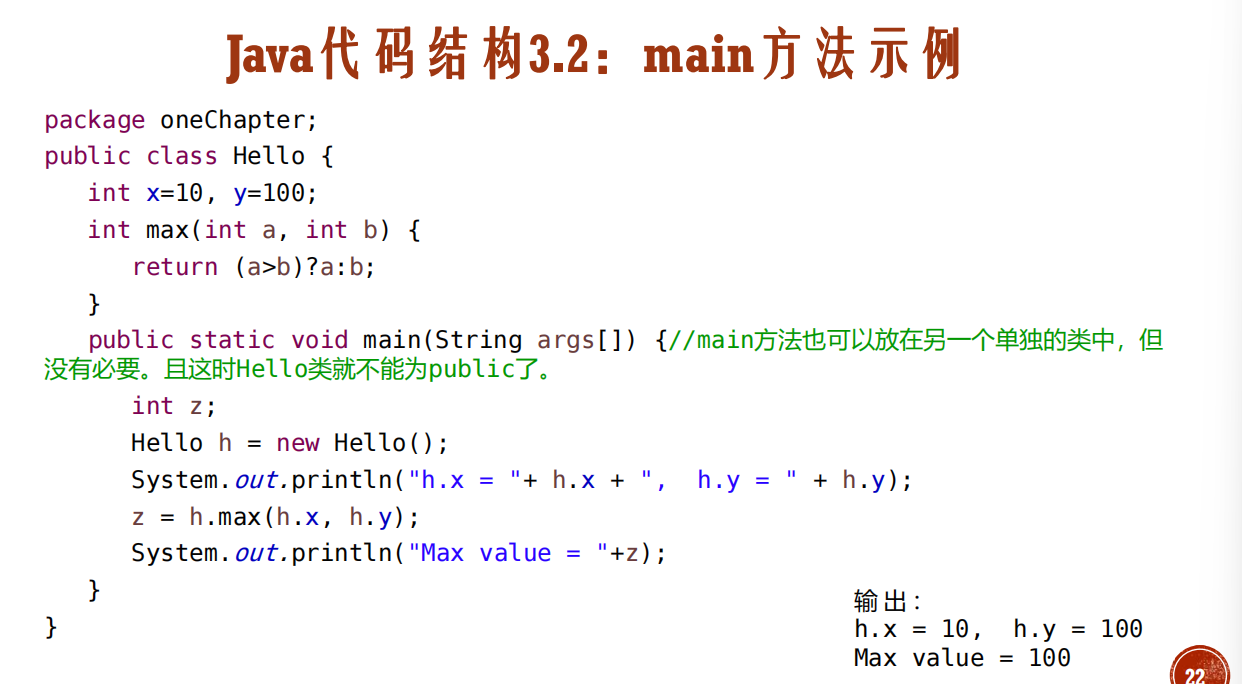 Java代码结构3.2：main方法示例
package oneChapter;
public class Hello {
int x=10, y=100;
int max(int a, int b) {
return (a>b)?a:b;
}
public static void main(String args[]) {//main方法也可以放在另一个单独的类中，但
没有必要。且这时Hello类就不能为public了。
int z;
Hello h = new Hello();
System.out.println("h.x = "+ h.x + ",  h.y = " + h.y);
z = h.max(h.x, h.y);
System.out.println("Max value = "+z);
}
}
输出：
h.x = 10,  h.y = 100
Max value = 100
22